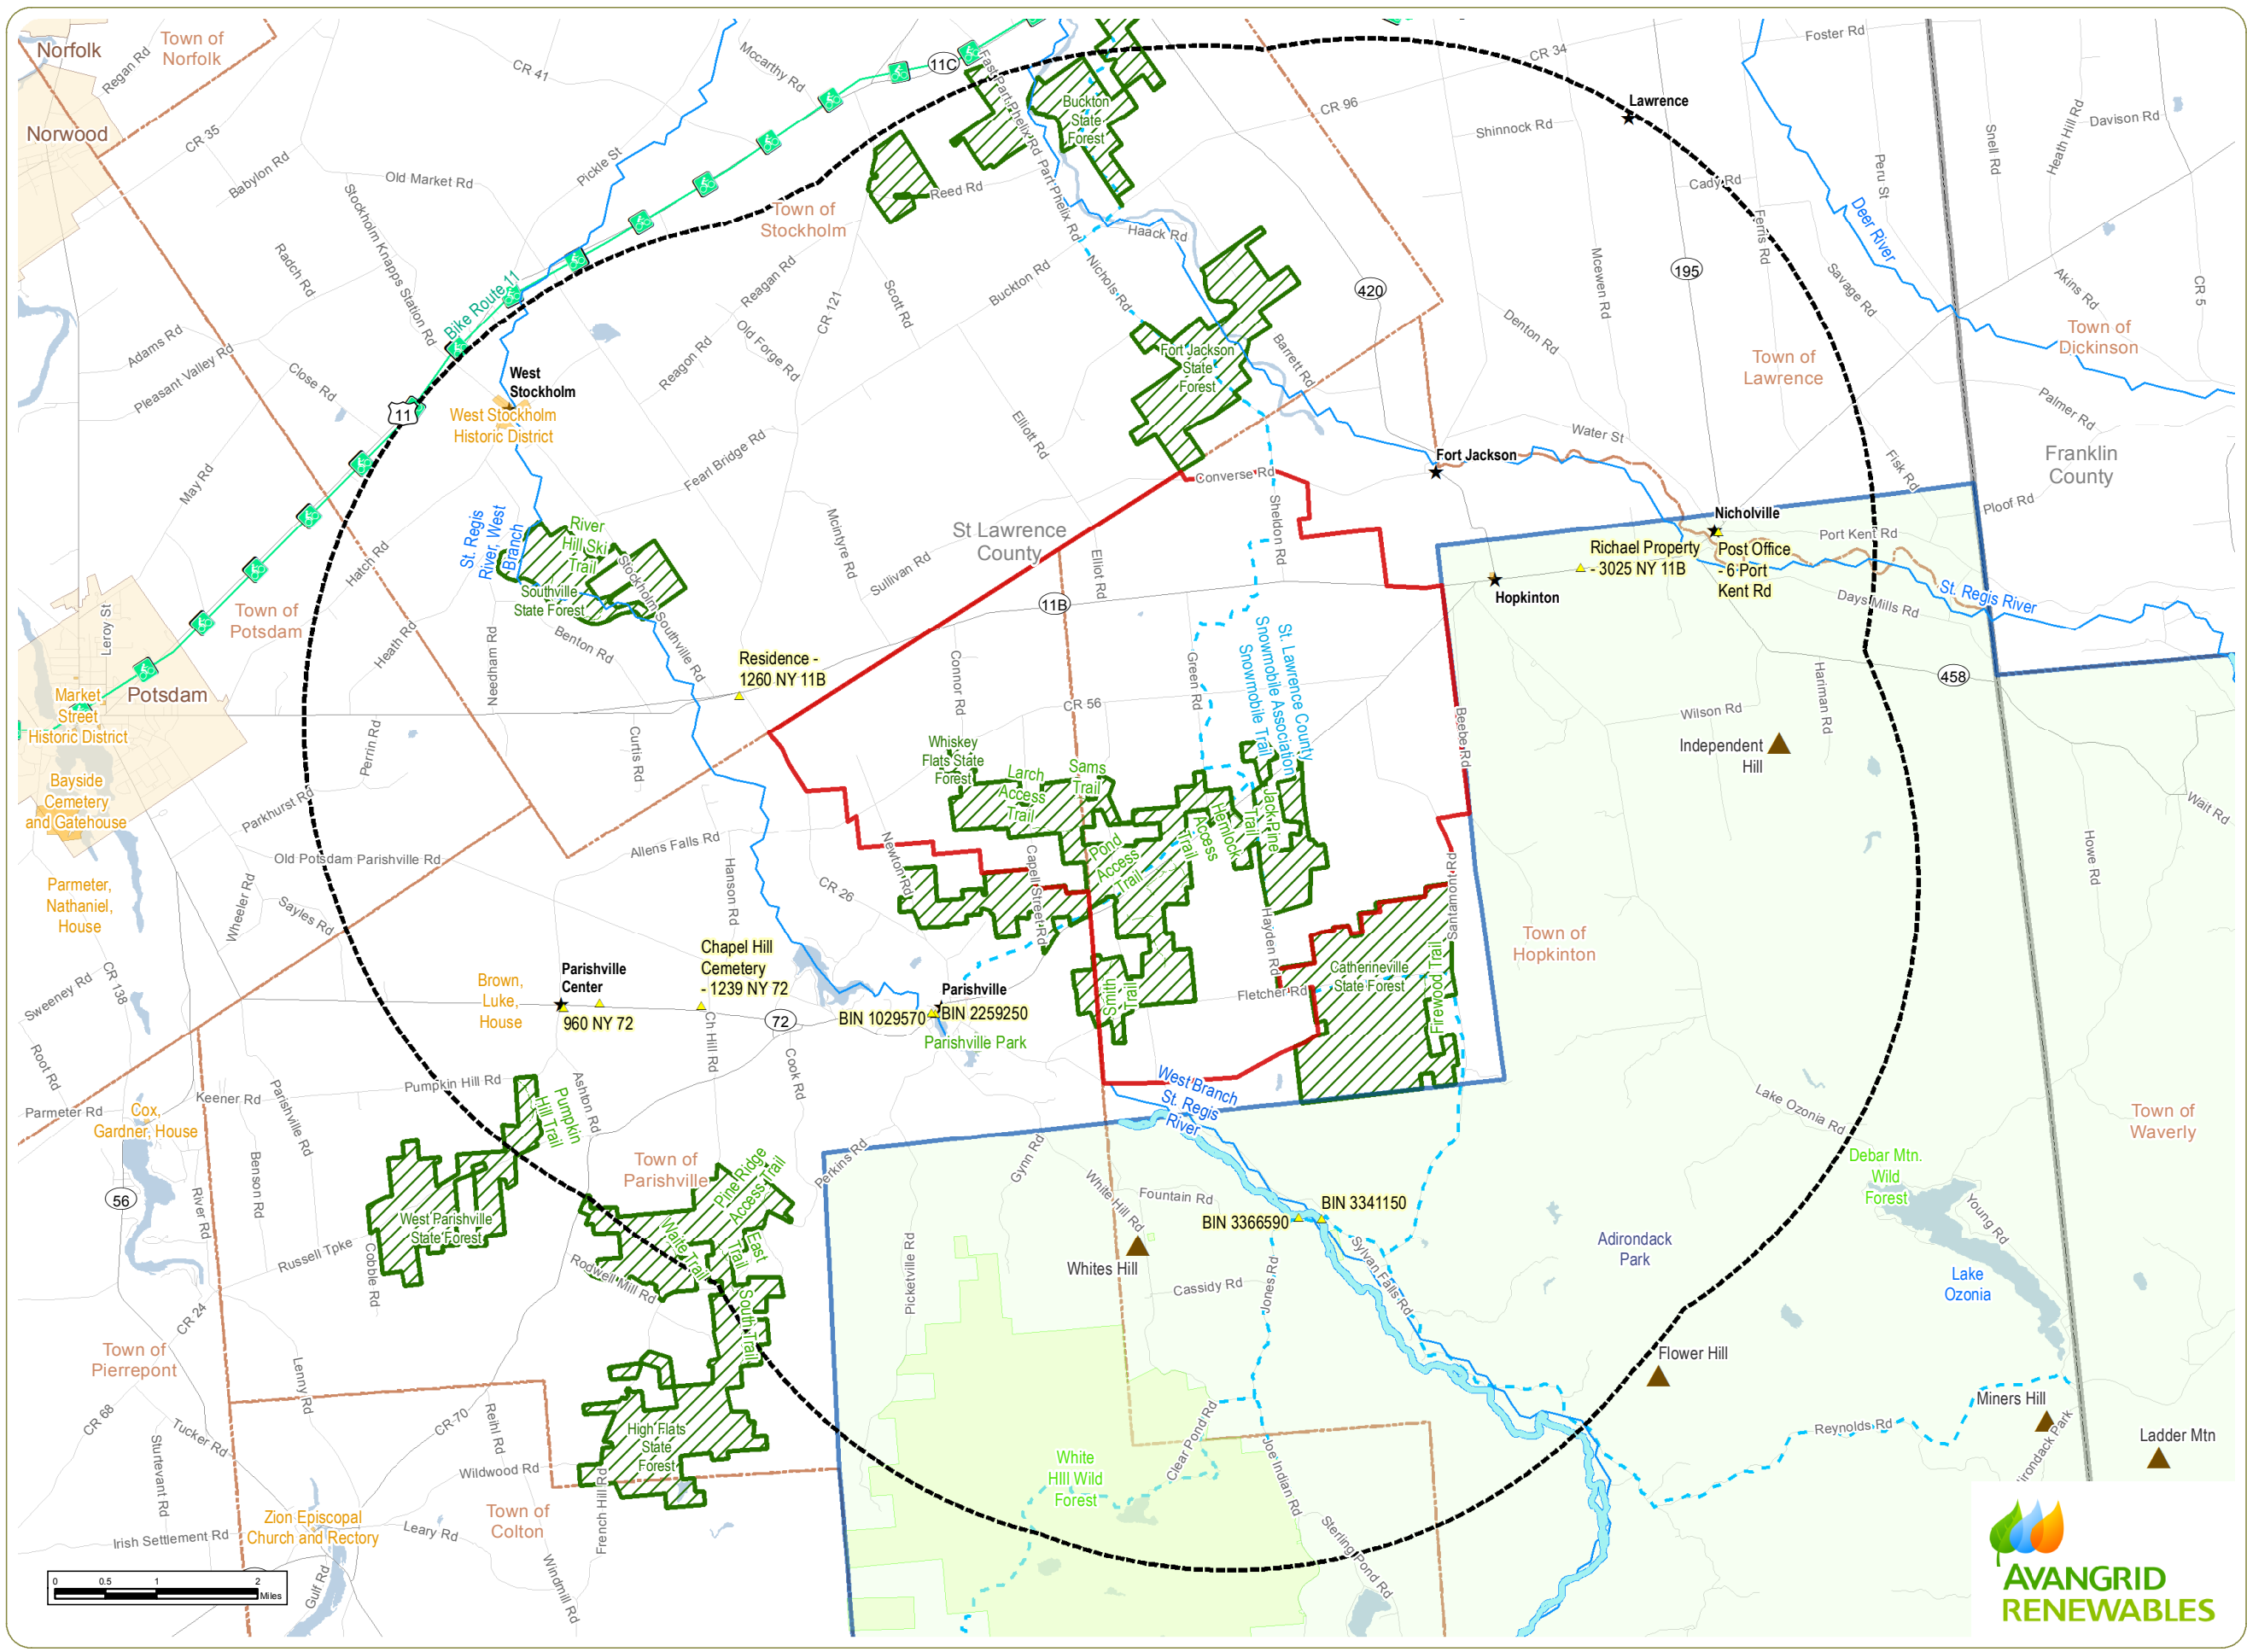 Norfolk
Town of
Norfolk
Regan Rd
CR 41
Mccarthy Rd
11C
East Part Phelix Rd
Part Phelix Rd
Buckton
State
Forest
CR 34
Foster Rd
Lawrence
CR 96
Shinnock Rd
Snell Rd
Heath Hill Rd
Davison Rd
Norwood
CR 35
Babylon Rd
Old Market Rd
Pickle St
Stockholm Knapps Station Rd
Town of
Stockholm
Reed Rd
Haack Rd
Cady Rd
Ferris Rd
Peru St
Deer River
Radch Rd
Reagan Rd
CR 121
Scott Rd
Buckton Rd
Nichols Rd
420
195
Mcewen Rd
Savage Rd
Akins Rd
CR 5
Bike Route 11
Adams Rd
Pleasant Valley Rd
Close Rd
Reagon Rd
Old Forge Rd
Fort Jackson
State
Forest
Barrett Rd
Denton Rd
Town of
Lawrence
Town of
Dickinson
11
West
Stockholm
West Stockholm
Historic District
Elliott Rd
Palmer Rd
Franklin
County
May Rd
Fearl Bridge Rd
Converse Rd
Fort Jackson
Water St
Fisk Rd
Ploof Rd
St. Regis
River, West
Branch
River
Hill Ski
Trail
Southville
State Forest
Stockholm Southville Rd
Mcintyre Rd
Sullivan Rd
St Lawrence
County
Elliot Rd
Sheldon Rd
Nicholville
Port Kent Rd
Richael Property
- 3025 NY 11B
Post Office
- 6 Port
Kent Rd
Hatch Rd
Town of
Potsdam
Leroy St
Heath Rd
Needham Rd
Benton Rd
11B
Hopkinton
Days Mills Rd
St. Regis River
Residence -
1260 NY 11B
Connor Rd
Green Rd
St. Lawrence County
Snowmobile Association
Snowmobile Trail
CR 56
Beebe Rd
Wilson Rd
Hariman Rd
458
Independent
Hill
Market
Street
Historic District
Potsdam
Perrin Rd
Curtis Rd
Whiskey
Flats State
Forest
Larch
Access
Trail
Sams
Trail
Wait Rd
Howe Rd
Bayside
Cemetery
and Gatehouse
Parkhurst Rd
Old Potsdam Parishville Rd
Allens Falls Rd
Hanson Rd
CR 26
Newton Rd
Capell Street Rd
Pond
Access
Trail
Hemlock
Access
Trail
Jack Pine
Trail
Santamont Rd
Parmeter,
Nathaniel,
House
Wheeler Rd
Sayles Rd
CR 138
Sweeney Rd
Hayden Rd
Town of
Hopkinton
Chapel Hill
Cemetery
- 1239 NY 72
Brown,
Luke,
House
Parishville
Center
960 NY 72
72
BIN 1029570
Parishville
BIN 2259250
Parishville Park
Smith
Trail
Fletcher Rd
Catherineville
State Forest
Firewood Trail
Root Rd
Parmeter Rd
Keener Rd
Parishville Rd
Pumpkin Hill Rd
Pumpkin
Hill Trail
Ashton Rd
Ch Hill Rd
Cook Rd
West Branch
St. Regis
River
Lake Ozonia Rd
Town of
Waverly
Cox,
Gardner, House
Benson Rd
River Rd
56
Perkins Rd
Gynn Rd
White Hill Rd
Fountain Rd
BIN 3366590
BIN 3341150
Debar Mtn.
Wild
Forest
Young Rd
Town of
Parishville
Pine Ridge
Access Trail
West Parishville
State Forest
Russell Tpke
Cobble Rd
Waite Trail
East
Trail
Rodwell Mill Rd
South Trail
Picketville Rd
Whites Hill
Cassidy Rd
Jones Rd
Sylvan Falls Rd
Adirondack
Park
Lake
Ozonia
CR 24
Town of
Pierrepont
Lenny Rd
Flower Hill
Miners Hill
Ladder Mtn
CR 68
Tucker Rd
Sturtevant Rd
CR 70
Reihl Rd
Wildwood Rd
High Flats
State
Forest
French Hill Rd
White
HIll Wild
Forest
Clear Pond Rd
Joe Indian Rd
Reynolds Rd
Sterling Pond Rd
Zion Episcopal
Church and Rectory
Irish Settlement Rd
Leary Rd
Town of
Colton
Windmill Rd
Gulf Rd
0 0.5 1 2
Miles
AVANGRID
RENEWABLES